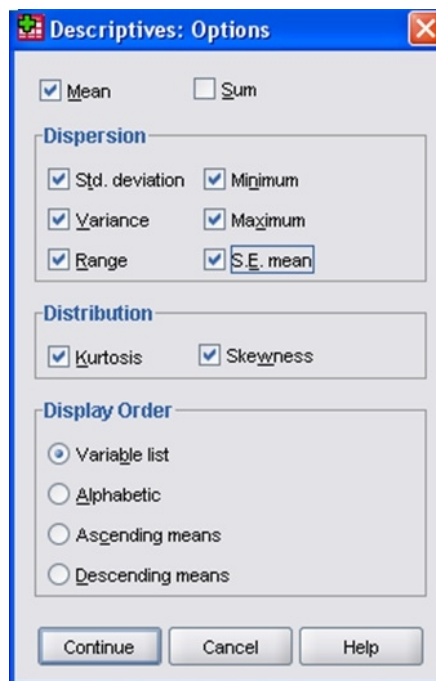 Descriptives: Options
Mean Sum
Dispersion
Std. deviation Minimum
Variance Maximum
Range S.E. mean
Distribution
Kurtosis Skewness
Display Order
Variable list
Alphabetic
Ascending means
Descending means
Continue Cancel Help